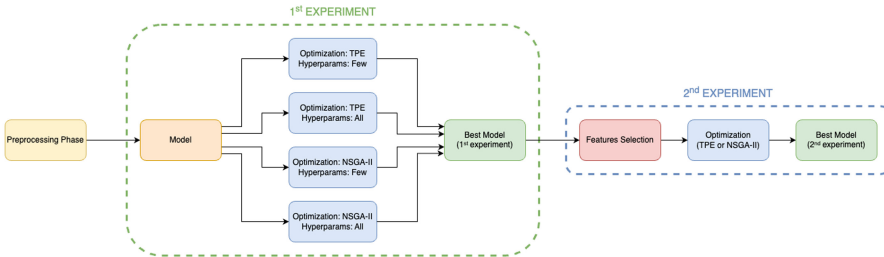 1ST EXPERIMENT
Optimization: TPE
Hyperparams: Few
2nd EXPERIMENT
Optimization: TPE
Hyperparams: All
Preprocessing Phase
Model
Best Model
(1st experiment)
Features Selection
Optimization
(TPE or NSGA-II)
Best Model
(2nd experiment)
Optimization: NSGA-II
Hyperparams: Few
Optimization: NSGA-II
Hyperparams: All